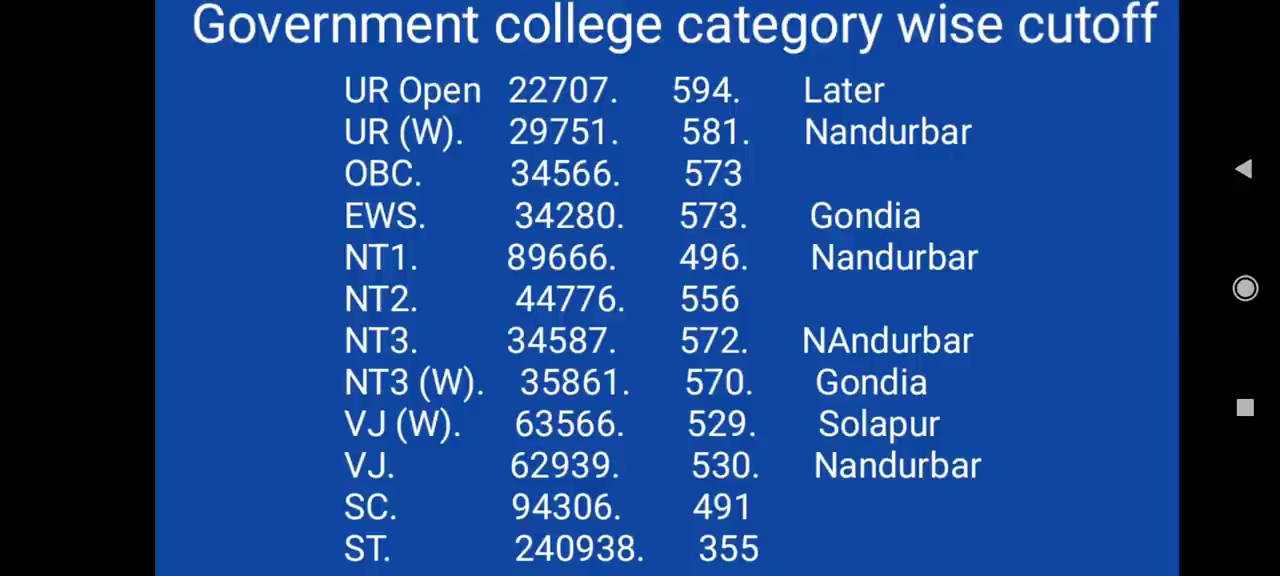 Government college category wise cutoff
UR Open 22707. 594. Later
UR (W). 29751. 581. Nandurbar
OBC. 34566. 573
EWS. 34280. 573. Gondia
NT1. 89666. 496. Nandurbar
NT2. 44776. 556
NT3. 34587. 572. NAndurbar
NT3 (W). 35861. 570. Gondia
VJ (W). 63566. 529. Solapur
VJ. 62939. 530. Nandurbar
SC. 94306. 491
ST. 240938. 355